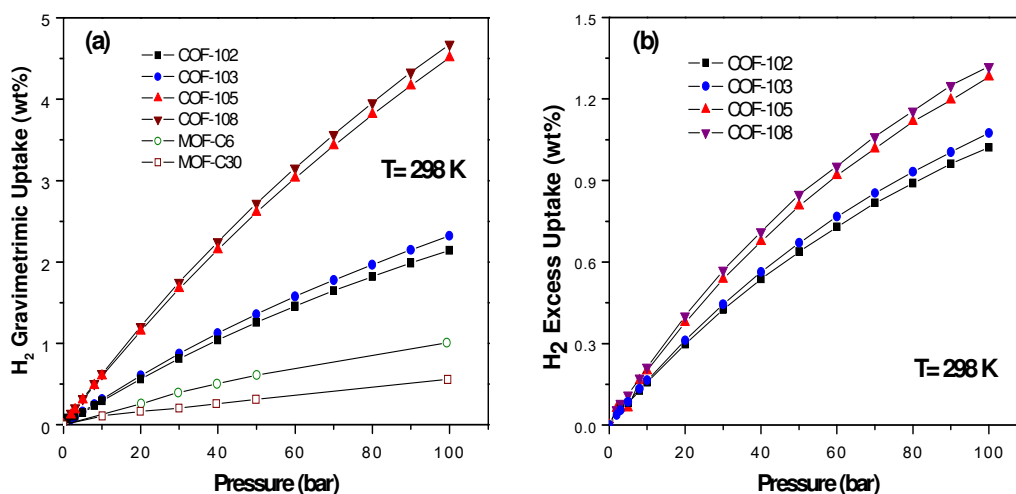 (a)
COF-102
COF-103
COF-105
COF-108
MOF-C6
MOF-C30
T= 298 K
H2 Gravimetrimic Uptake (wt%)
5
4
3
2
1
0
0 20 40 60 80 100
Pressure (bar)
(b)
COF-102
COF-103
COF-105
COF-108
T= 298 K
H2 Excess Uptake (wt%)
1.5
1.2
0.9
0.6
0.3
0.0
0 20 40 60 80 100
Pressure (bar)